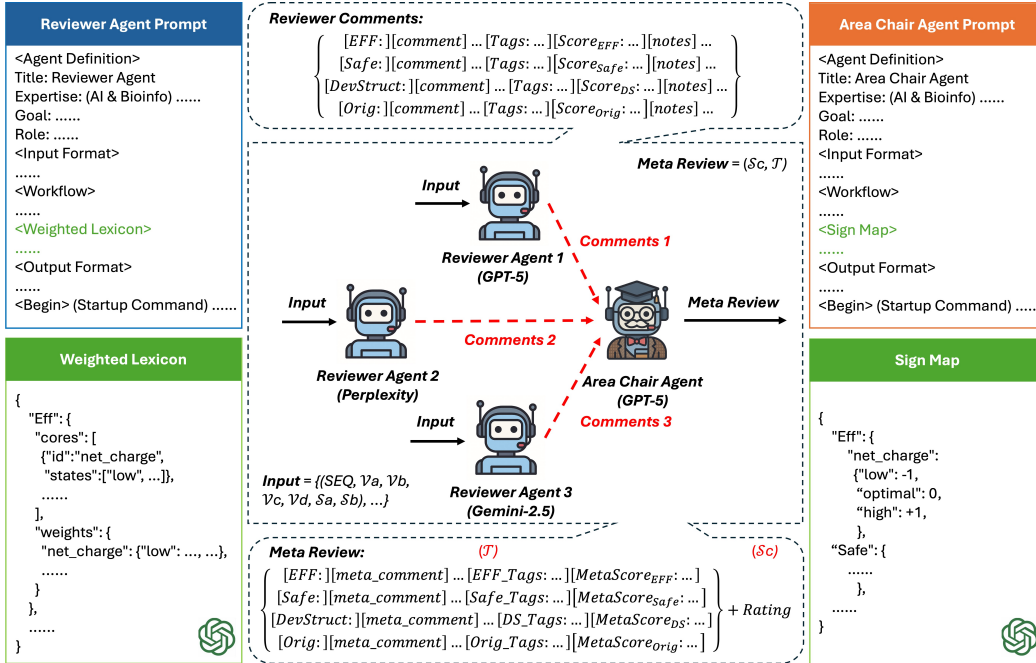 Reviewer Agent Prompt
<Agent Definition>
Title: Reviewer Agent
Expertise: (AI & Bioinfo) ......
Goal: ......
Role: ......
<Input Format>
......
<Workflow>
......
<Weighted Lexicon>
......
<Output Format>
......
<Begin> (Startup Command) ......
Weighted Lexicon
{
"Eff": {
"cores": [
{"id":"net_charge",
"states":["low", ...]},
......
],
"weights": {
"net_charge": {"low": ..., ...},
......
}
},
......
}
Reviewer Comments:
[EFF:][comment] ... [Tags: ...][Score_EFF: ...][notes] ...
[Safe:][comment] ... [Tags: ...][Score_Safe: ...][notes] ...
[DevStruct:][comment] ... [Tags: ...][Score_DS: ...][notes] ...
[Orig:][comment] ... [Tags: ...][Score_Orig: ...][notes] ...
Meta Review = (𝒮c, 𝒯)
Input
Reviewer Agent 1
(GPT-5)
Comments 1
Input
Reviewer Agent 2
(Perplexity)
Comments 2
Area Chair Agent
(GPT-5)
Meta Review
Comments 3
Input
Reviewer Agent 3
(Gemini-2.5)
Input = {(SEQ, 𝒱a, 𝒱b,
𝒱c, 𝒱d, 𝒮a, 𝒮b), ...}
Meta Review: (𝒯) (𝒮c)
[EFF:][meta_comment] ... [EFF_Tags: ...][MetaScore_EFF: ...]
[Safe:][meta_comment] ... [Safe_Tags: ...][MetaScore_Safe: ...]
[DevStruct:][meta_comment] ... [DS_Tags: ...][MetaScore_DS: ...]
[Orig:][meta_comment] ... [Orig_Tags: ...][MetaScore_Orig: ...]
+ Rating
Area Chair Agent Prompt
<Agent Definition>
Title: Area Chair Agent
Expertise: (AI & Bioinfo) ......
Goal: ......
Role: ......
<Input Format>
......
<Workflow>
......
<Sign Map>
......
<Output Format>
......
<Begin> (Startup Command) ......
Sign Map
{
"Eff": {
"net_charge":
{"low": -1,
“optimal": 0,
“high": +1,
},
“Safe": {
......
},
......
}